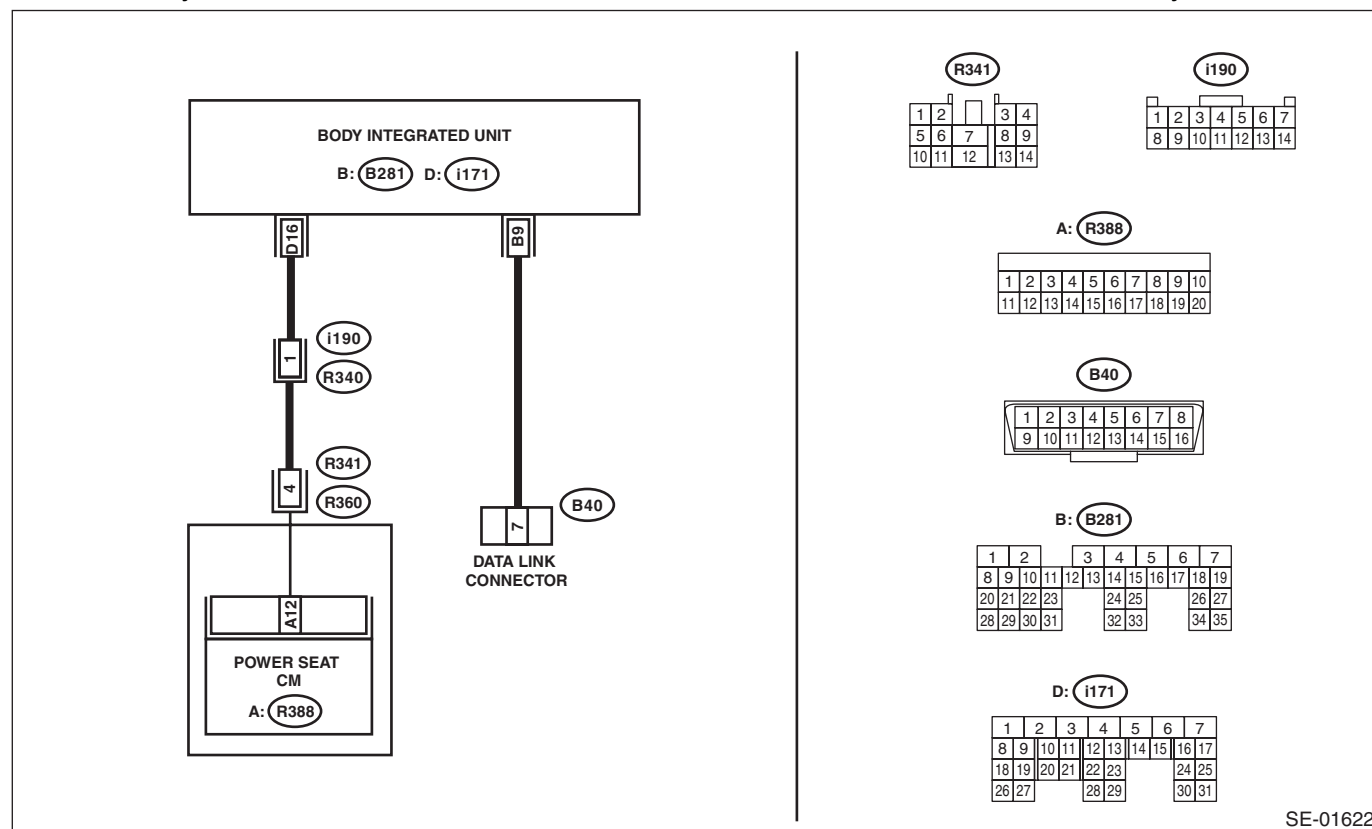 BODY INTEGRATED UNIT
B: B281 D: i171
D16
B9
1
i190
R340
4
R341
R360
7
B40
DATA LINK
CONNECTOR
A12
POWER SEAT
CM
A: R388
R341
1 2 3 4
5 6 7 8 9
10 11 12 13 14
i190
1 2 3 4 5 6 7
8 9 10 11 12 13 14
A: R388
1 2 3 4 5 6 7 8 9 10
11 12 13 14 15 16 17 18 19 20
B40
1 2 3 4 5 6 7 8
9 10 11 12 13 14 15 16
B: B281
1 2 3 4 5 6 7
8 9 10 11 12 13 14 15 16 17 18 19
20 21 22 23 24 25 26 27
28 29 30 31 32 33 34 35
D: i171
1 2 3 4 5 6 7
8 9 10 11 12 13 14 15 16 17
18 19 20 21 22 23 24 25
26 27 28 29 30 31
SE-01622